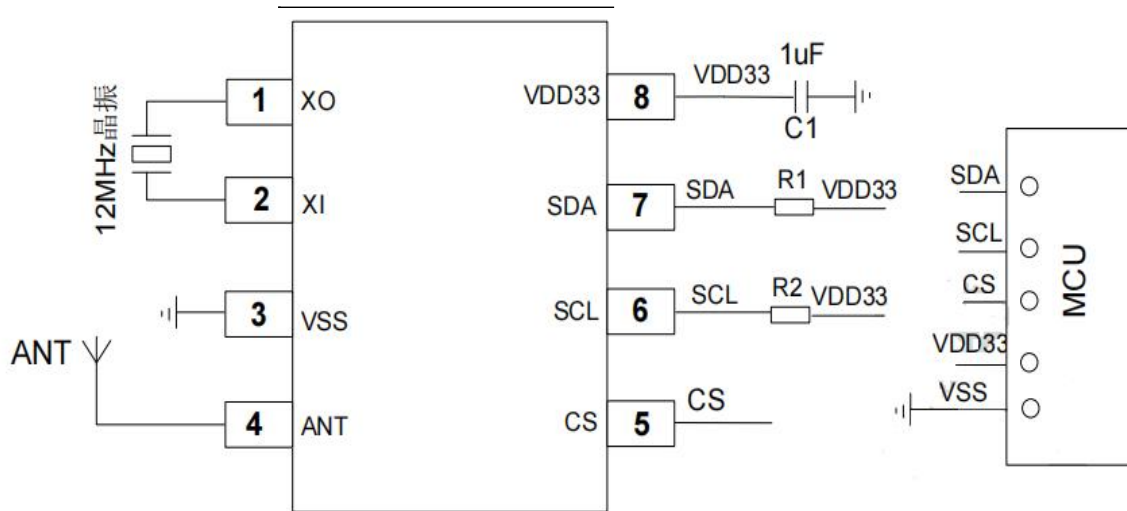 12MHz晶振
1
XO
2
XI
3
VSS
ANT
4
ANT
VDD33
8
VDD33
1uF
C1
SDA
7
SDA
R1
VDD33
SCL
6
SCL
R2
VDD33
CS
5
CS
SDA
SCL
CS
VDD33
VSS
MCU